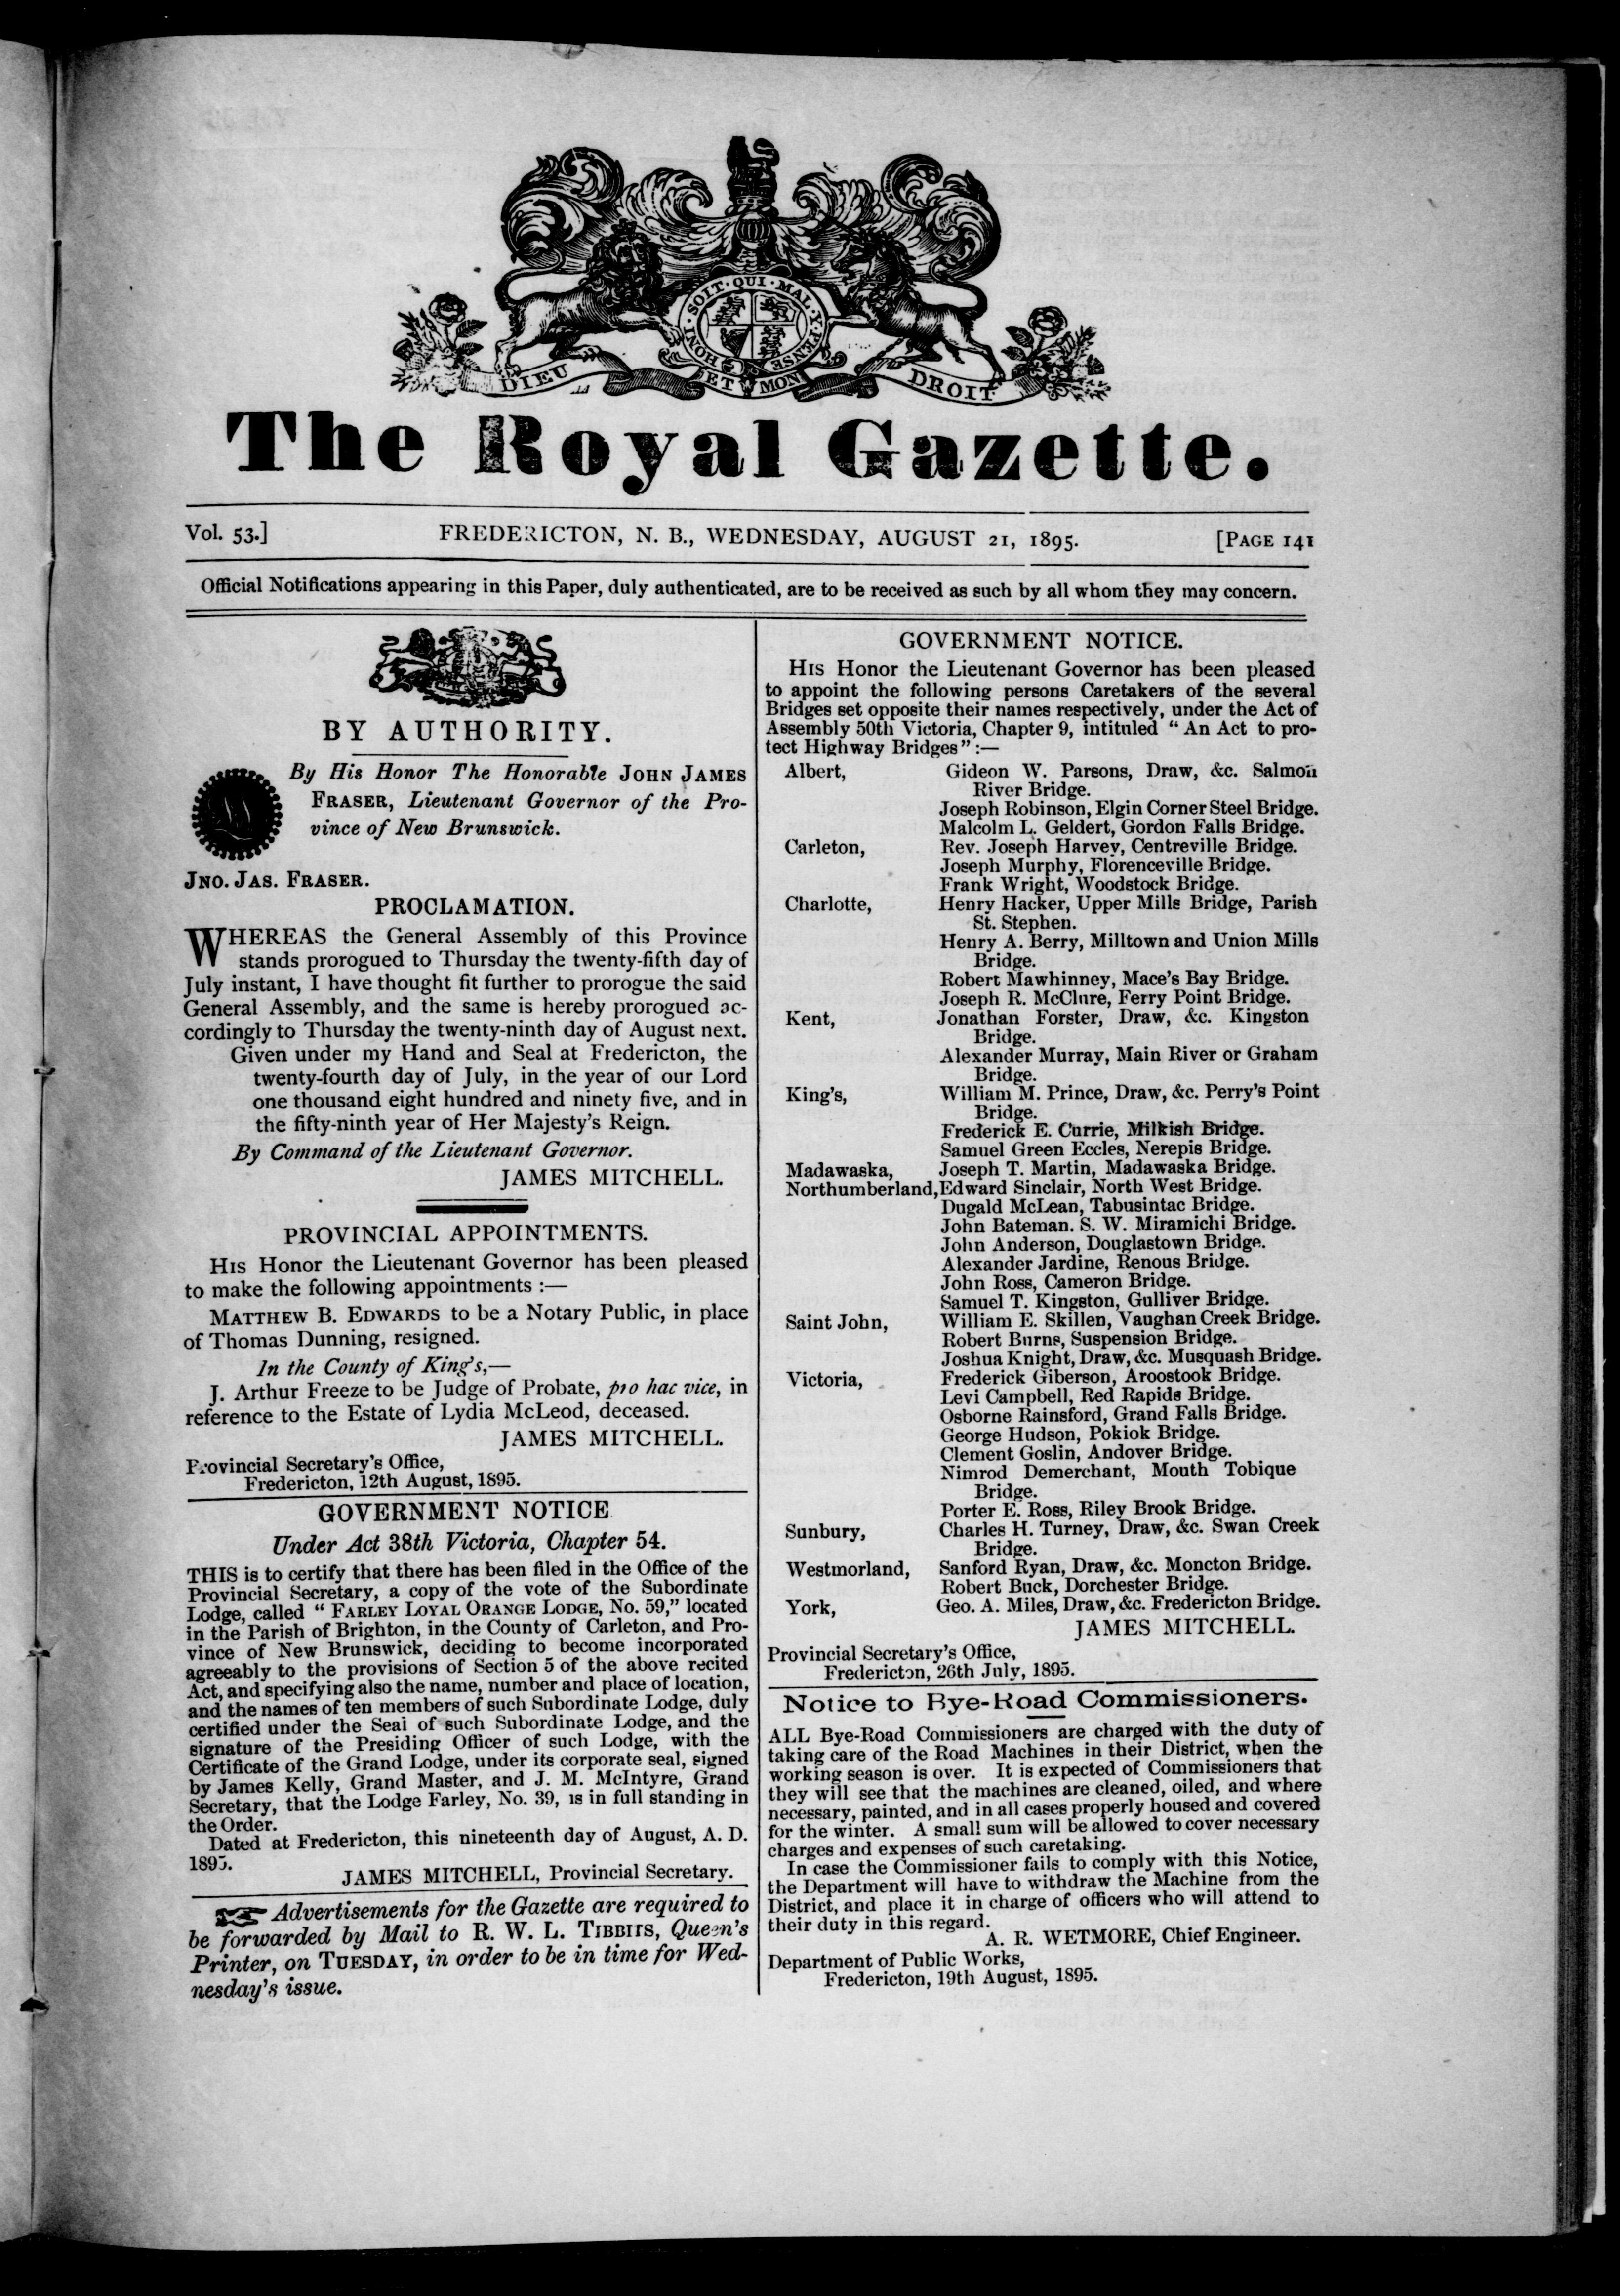 HONI · SOIT · QUI · MAL · Y · PENSE
DIEU ET MON DROIT
The Royal Gazette.
Vol. 53.] FREDERICTON, N. B., WEDNESDAY, AUGUST 21, 1895. [PAGE 141
Official Notifications appearing in this Paper, duly authenticated, are to be received as such by all whom they may concern.
BY AUTHORITY.
By His Honor The Honorable JOHN JAMES
FRASER, Lieutenant Governor of the Pro-
vince of New Brunswick.
JNO. JAS. FRASER.
PROCLAMATION.
WHEREAS the General Assembly of this Province
stands prorogued to Thursday the twenty-fifth day of
July instant, I have thought fit further to prorogue the said
General Assembly, and the same is hereby prorogued ac-
cordingly to Thursday the twenty-ninth day of August next.
Given under my Hand and Seal at Fredericton, the
twenty-fourth day of July, in the year of our Lord
one thousand eight hundred and ninety five, and in
the fifty-ninth year of Her Majesty's Reign.
By Command of the Lieutenant Governor.
JAMES MITCHELL.
PROVINCIAL APPOINTMENTS.
HIS Honor the Lieutenant Governor has been pleased
to make the following appointments :—
MATTHEW B. EDWARDS to be a Notary Public, in place
of Thomas Dunning, resigned.
In the County of King's,—
J. Arthur Freeze to be Judge of Probate, pro hac vice, in
reference to the Estate of Lydia McLeod, deceased.
JAMES MITCHELL.
Provincial Secretary's Office,
Fredericton, 12th August, 1895.
GOVERNMENT NOTICE
Under Act 38th Victoria, Chapter 54.
THIS is to certify that there has been filed in the Office of the
Provincial Secretary, a copy of the vote of the Subordinate
Lodge, called " FARLEY LOYAL ORANGE LODGE, No. 59," located
in the Parish of Brighton, in the County of Carleton, and Pro-
vince of New Brunswick, deciding to become incorporated
agreeably to the provisions of Section 5 of the above recited
Act, and specifying also the name, number and place of location,
and the names of ten members of such Subordinate Lodge, duly
certified under the Seal of such Subordinate Lodge, and the
signature of the Presiding Officer of such Lodge, with the
Certificate of the Grand Lodge, under its corporate seal, signed
by James Kelly, Grand Master, and J. M. McIntyre, Grand
Secretary, that the Lodge Farley, No. 39, is in full standing in
the Order.
Dated at Fredericton, this nineteenth day of August, A. D.
1895.
JAMES MITCHELL, Provincial Secretary.
Advertisements for the Gazette are required to
be forwarded by Mail to R. W. L. TIBBITS, Queen's
Printer, on TUESDAY, in order to be in time for Wed-
nesday's issue.
GOVERNMENT NOTICE.
HIS Honor the Lieutenant Governor has been pleased
to appoint the following persons Caretakers of the several
Bridges set opposite their names respectively, under the Act of
Assembly 50th Victoria, Chapter 9, intituled " An Act to pro-
tect Highway Bridges" :—
Albert, Gideon W. Parsons, Draw, &c. Salmon
River Bridge.
Joseph Robinson, Elgin Corner Steel Bridge.
Malcolm L. Geldert, Gordon Falls Bridge.
Carleton, Rev. Joseph Harvey, Centreville Bridge.
Joseph Murphy, Florenceville Bridge.
Frank Wright, Woodstock Bridge.
Charlotte, Henry Hacker, Upper Mills Bridge, Parish
St. Stephen.
Henry A. Berry, Milltown and Union Mills
Bridge.
Robert Mawhinney, Mace's Bay Bridge.
Joseph R. McClure, Ferry Point Bridge.
Kent, Jonathan Forster, Draw, &c. Kingston
Bridge.
Alexander Murray, Main River or Graham
Bridge.
King's, William M. Prince, Draw, &c. Perry's Point
Bridge.
Frederick E. Currie, Milkish Bridge.
Samuel Green Eccles, Nerepis Bridge.
Madawaska, Joseph T. Martin, Madawaska Bridge.
Northumberland, Edward Sinclair, North West Bridge.
Dugald McLean, Tabusintac Bridge.
John Bateman. S. W. Miramichi Bridge.
John Anderson, Douglastown Bridge.
Alexander Jardine, Renous Bridge.
John Ross, Cameron Bridge.
Samuel T. Kingston, Gulliver Bridge.
Saint John, William E. Skillen, Vaughan Creek Bridge.
Robert Burns, Suspension Bridge.
Joshua Knight, Draw, &c. Musquash Bridge.
Victoria, Frederick Giberson, Aroostook Bridge.
Levi Campbell, Red Rapids Bridge.
Osborne Rainsford, Grand Falls Bridge.
George Hudson, Pokiok Bridge.
Clement Goslin, Andover Bridge.
Nimrod Demerchant, Mouth Tobique
Bridge.
Porter E. Ross, Riley Brook Bridge.
Sunbury, Charles H. Turney, Draw, &c. Swan Creek
Bridge.
Westmorland, Sanford Ryan, Draw, &c. Moncton Bridge.
Robert Buck, Dorchester Bridge.
York, Geo. A. Miles, Draw, &c. Fredericton Bridge.
JAMES MITCHELL.
Provincial Secretary's Office,
Fredericton, 26th July, 1895.
Notice to Bye-Road Commissioners.
ALL Bye-Road Commissioners are charged with the duty of
taking care of the Road Machines in their District, when the
working season is over. It is expected of Commissioners that
they will see that the machines are cleaned, oiled, and where
necessary, painted, and in all cases properly housed and covered
for the winter. A small sum will be allowed to cover necessary
charges and expenses of such caretaking.
In case the Commissioner fails to comply with this Notice,
the Department will have to withdraw the Machine from the
District, and place it in charge of officers who will attend to
their duty in this regard.
A. R. WETMORE, Chief Engineer.
Department of Public Works,
Fredericton, 19th August, 1895.